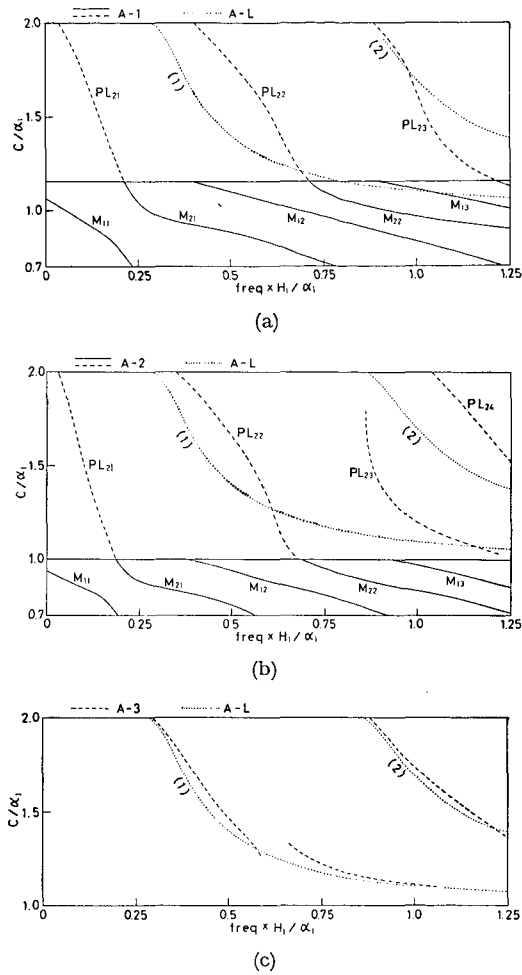 A-1 A-L
2.0
1.5
1.0
0.7
C/α₁
PL₂₁
(1)
PL₂₂
(2)
PL₂₃
M₁₁
M₂₁
M₁₂
M₂₂
M₁₃
0 0.25 0.5 0.75 1.0 1.25
freq × H₁/α₁
(a)
A-2 A-L
2.0
1.5
1.0
0.7
C/α₁
PL₂₁
(1)
PL₂₂
PL₂₃
(2)
PL₂₄
M₁₁
M₂₁
M₁₂
M₂₂
M₁₃
0 0.25 0.5 0.75 1.0 1.25
freq × H₁/α₁
(b)
A-3 A-L
2.0
1.5
1.0
C/α₁
(1)
(2)
0 0.25 0.5 0.75 1.0 1.25
freq × H₁/α₁
(c)